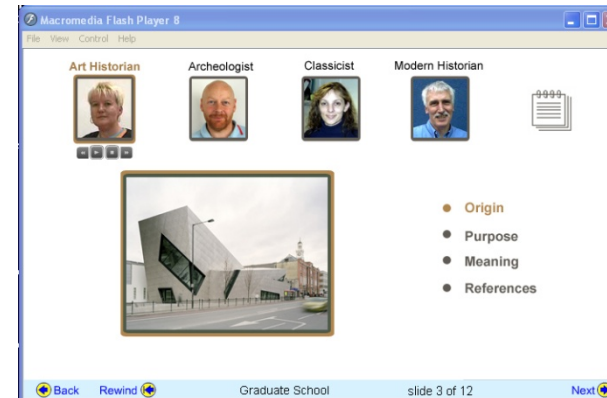 Macromedia Flash Player 8
File View Control Help
Art Historian Archeologist Classicist Modern Historian
Origin
Purpose
Meaning
References
Back Rewind Graduate School slide 3 of 12 Next